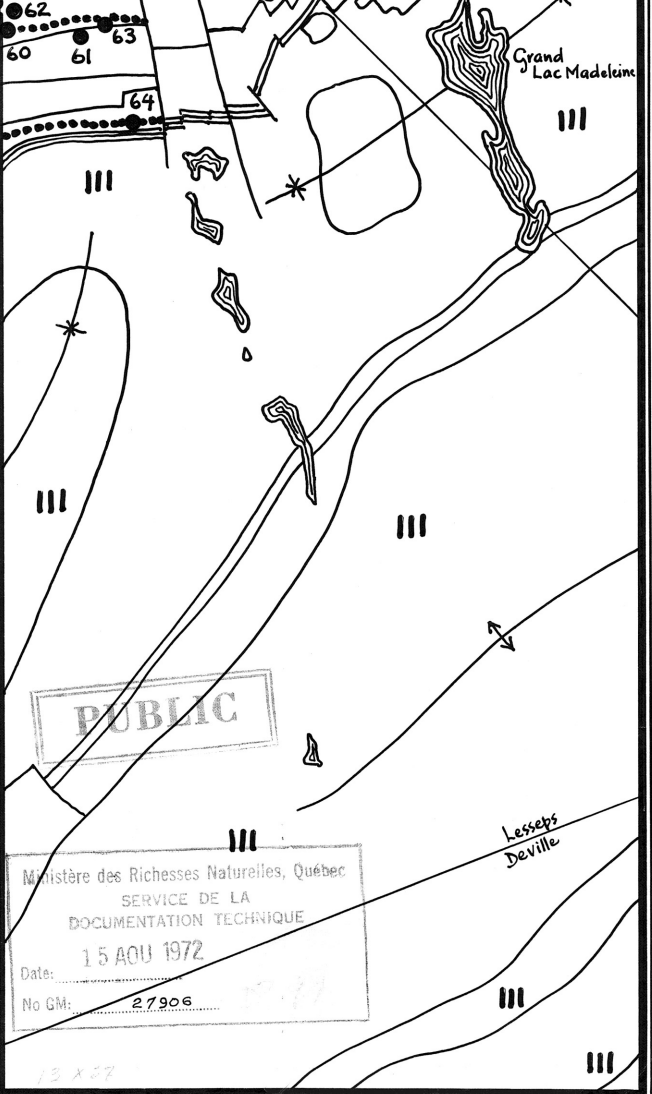 62
60
61
63
64
Grand
Lac Madeleine
III
III
III
III
PUBLIC
III
Lesseps
Deville
Ministère des Richesses Naturelles, Québec
SERVICE DE LA
DOCUMENTATION TECHNIQUE
Date: 15 AOU 1972
No GM: 27906
III
III